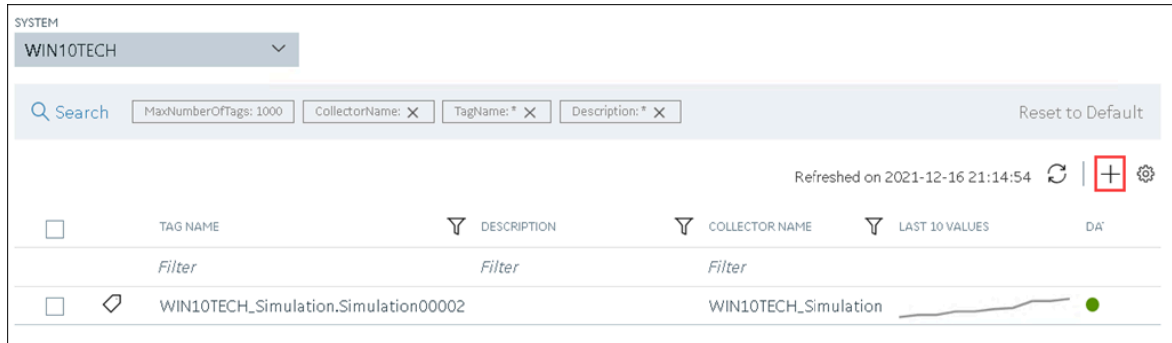 SYSTEM
WIN10TECH
Search MaxNumberOfTags: 1000 CollectorName: TagName: * Description: * Reset to Default
Refreshed on 2021-12-16 21:14:54
TAG NAME DESCRIPTION COLLECTOR NAME LAST 10 VALUES DA
Filter Filter Filter
WIN10TECH_Simulation.Simulation00002 WIN10TECH_Simulation